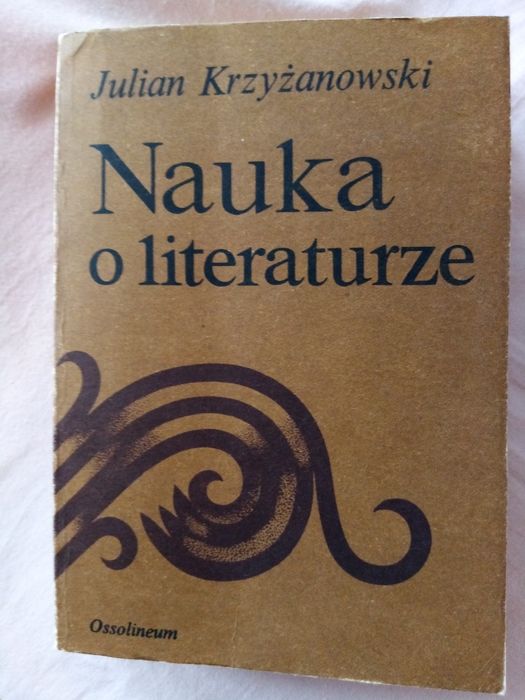 Julian Krzyżanowski
Nauka
o literaturze
Ossolineum